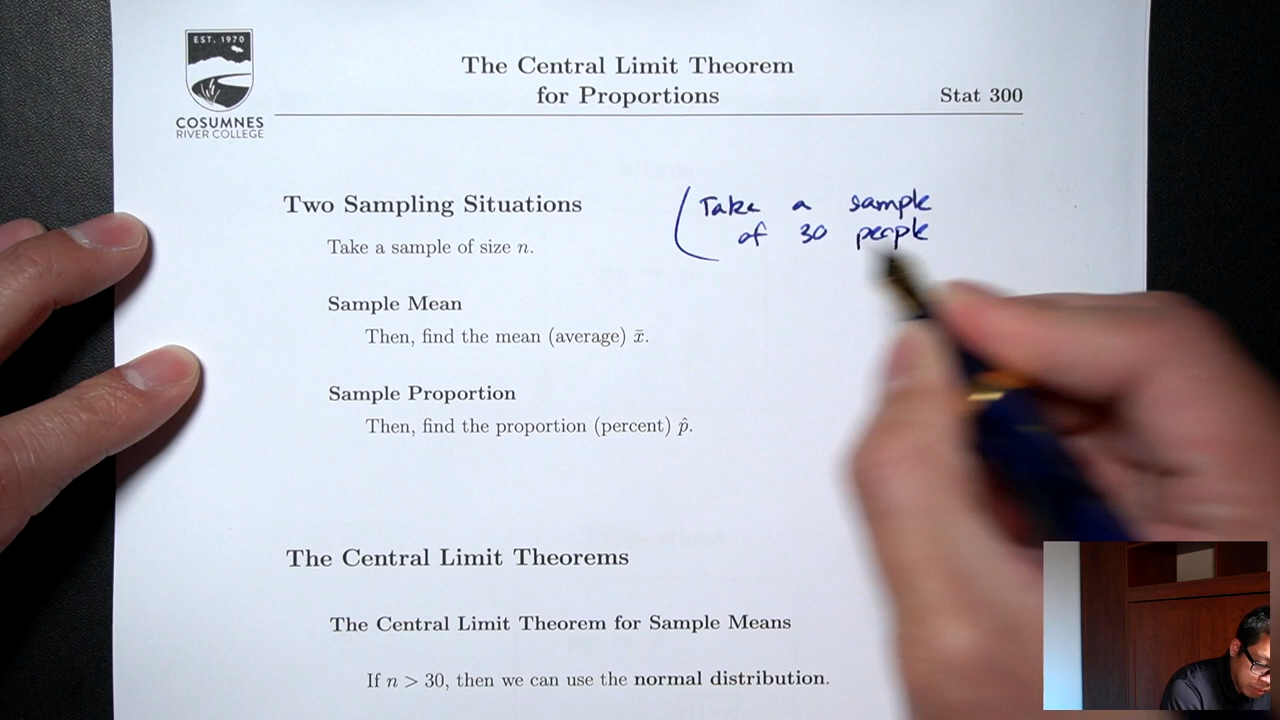 EST. 1970
COSUMNES
RIVER COLLEGE
The Central Limit Theorem
for Proportions
Stat 300
Two Sampling Situations
Take a sample
of 30 people
Take a sample of size n.
Sample Mean
Then, find the mean (average) x̄.
Sample Proportion
Then, find the proportion (percent) p̂.
The Central Limit Theorems
The Central Limit Theorem for Sample Means
If n > 30, then we can use the normal distribution.